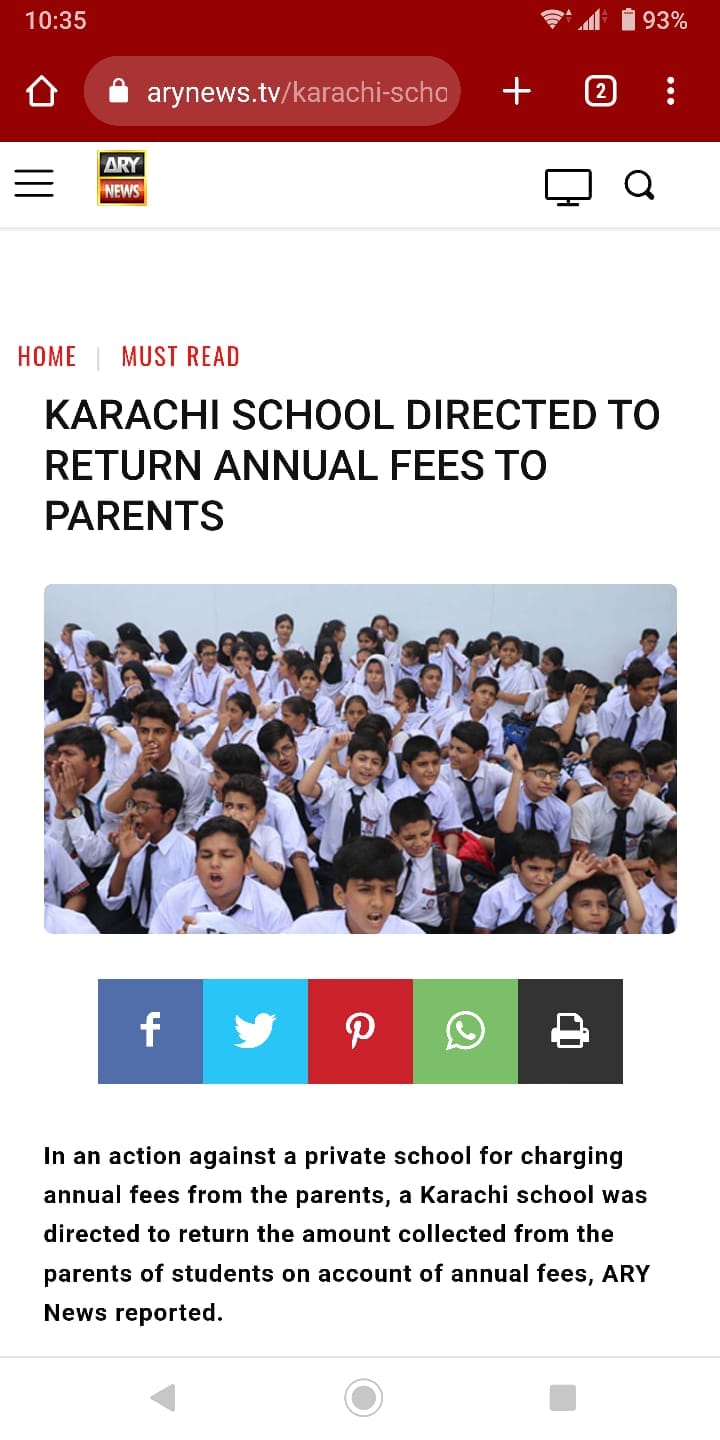 10:35
93%
arynews.tv/karachi-scho
2
ARY
NEWS
HOME | MUST READ
KARACHI SCHOOL DIRECTED TO
RETURN ANNUAL FEES TO
PARENTS
In an action against a private school for charging
annual fees from the parents, a Karachi school was
directed to return the amount collected from the
parents of students on account of annual fees, ARY
News reported.